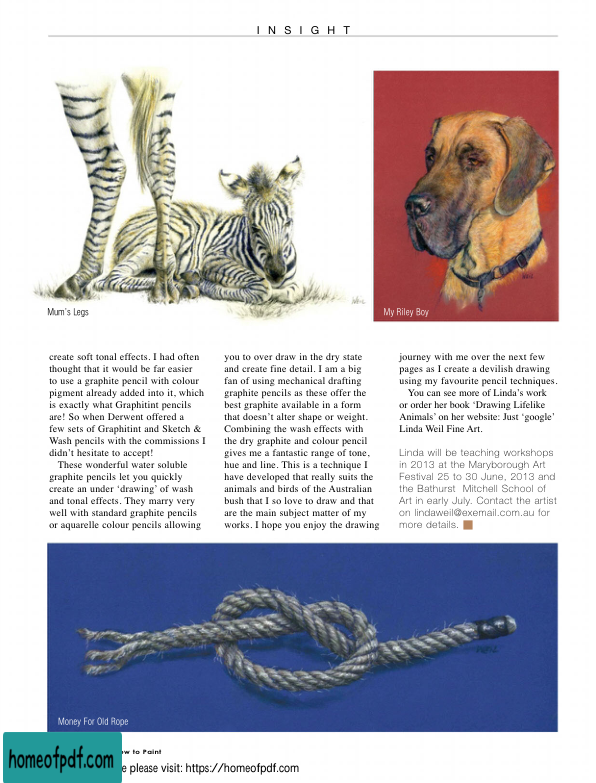 INSIGHT
Mum's Legs
My Riley Boy
create soft tonal effects. I had often
thought that it would be far easier
to use a graphite pencil with colour
pigment already added into it, which
is exactly what Graphitint pencils
are! So when Derwent offered a
few sets of Graphitint and Sketch &
Wash pencils with the commissions I
didn't hesitate to accept!
These wonderful water soluble
graphite pencils let you quickly
create an under 'drawing' of wash
and tonal effects. They marry very
well with standard graphite pencils
or aquarelle colour pencils allowing
you to over draw in the dry state
and create fine detail. I am a big
fan of using mechanical drafting
graphite pencils as these offer the
best graphite available in a form
that doesn't alter shape or weight.
Combining the wash effects with
the dry graphite and colour pencil
gives me a fantastic range of tone,
hue and line. This is a technique I
have developed that really suits the
animals and birds of the Australian
bush that I so love to draw and that
are the main subject matter of my
works. I hope you enjoy the drawing
journey with me over the next few
pages as I create a devilish drawing
using my favourite pencil techniques.
You can see more of Linda's work
or order her book 'Drawing Lifelike
Animals' on her website: Just 'google'
Linda Weil Fine Art.
Linda will be teaching workshops
in 2013 at the Maryborough Art
Festival 25 to 30 June, 2013 and
the Bathurst Mitchell School of
Art in early July. Contact the artist
on lindaweil@exemail.com.au for
more details.
Money For Old Rope
to Paint
homeofpdf.com
please visit: https://homeofpdf.com